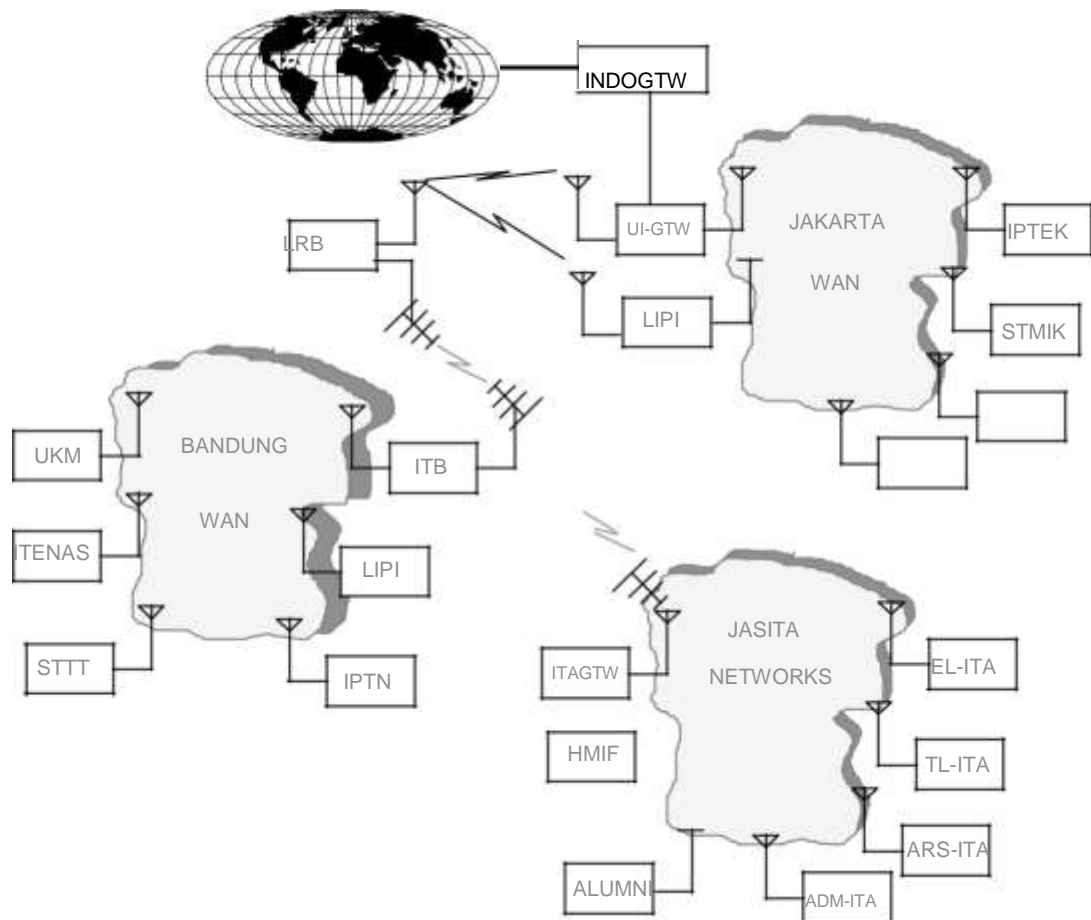 INDOGTW
UI-GTW
JAKARTA
WAN
IPTEK
LRB
LIPI
STMIK
UKM
BANDUNG
WAN
ITB
ITENAS
LIPI
STTT
IPTN
JASITA
NETWORKS
ITAGTW
EL-ITA
HMIF
TL-ITA
ARS-ITA
ALUMNI
ADM-ITA